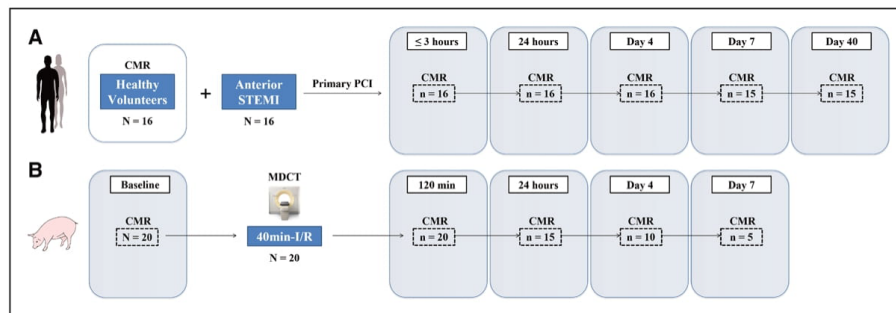 A
CMR
Healthy
Volunteers
N = 16
+
Anterior
STEMI
N = 16
Primary PCI
≤ 3 hours
CMR
n = 16
24 hours
CMR
n = 16
Day 4
CMR
n = 16
Day 7
CMR
n = 15
Day 40
CMR
n = 15
B
Baseline
CMR
N = 20
MDCT
40min-I/R
N = 20
120 min
CMR
n = 20
24 hours
CMR
n = 15
Day 4
CMR
n = 10
Day 7
CMR
n = 5